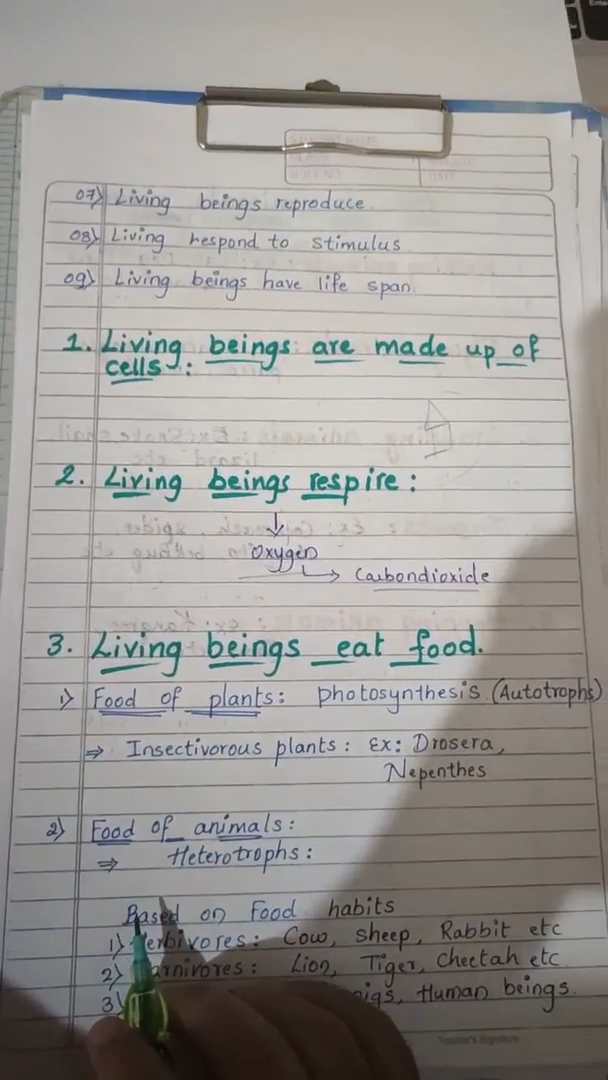 07) Living beings reproduce.
08) Living respond to stimulus
09) Living beings have life span.
1. Living beings are made up of
cells :
2. Living beings respire :
↓
Oxygen
→ Carbondioxide
3. Living beings eat food.
1) Food of plants: photosynthesis. (Autotrophs)
⇒ Insectivorous plants: Ex: Drosera,
Nepenthes
2) Food of animals:
⇒ Heterotrophs:
Based on Food habits
1) Herbivores: Cow, Sheep, Rabbit etc
2) Carnivores: Lion, Tiger, Cheetah etc
3) pigs, Human beings.
Teacher's Signature